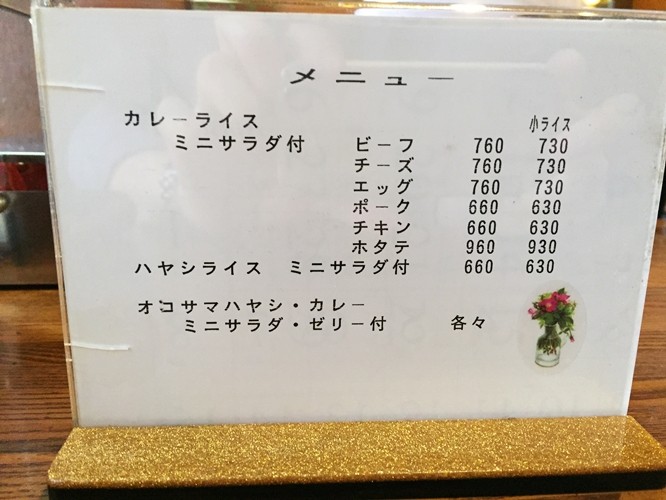 メニュー
カレーライス 小ライス
ミニサラダ付 ビーフ 760 730
チーズ 760 730
エッグ 760 730
ポーク 660 630
チキン 660 630
ホタテ 960 930
ハヤシライス ミニサラダ付 660 630
オコサマハヤシ・カレー
ミニサラダ・ゼリー付 各々